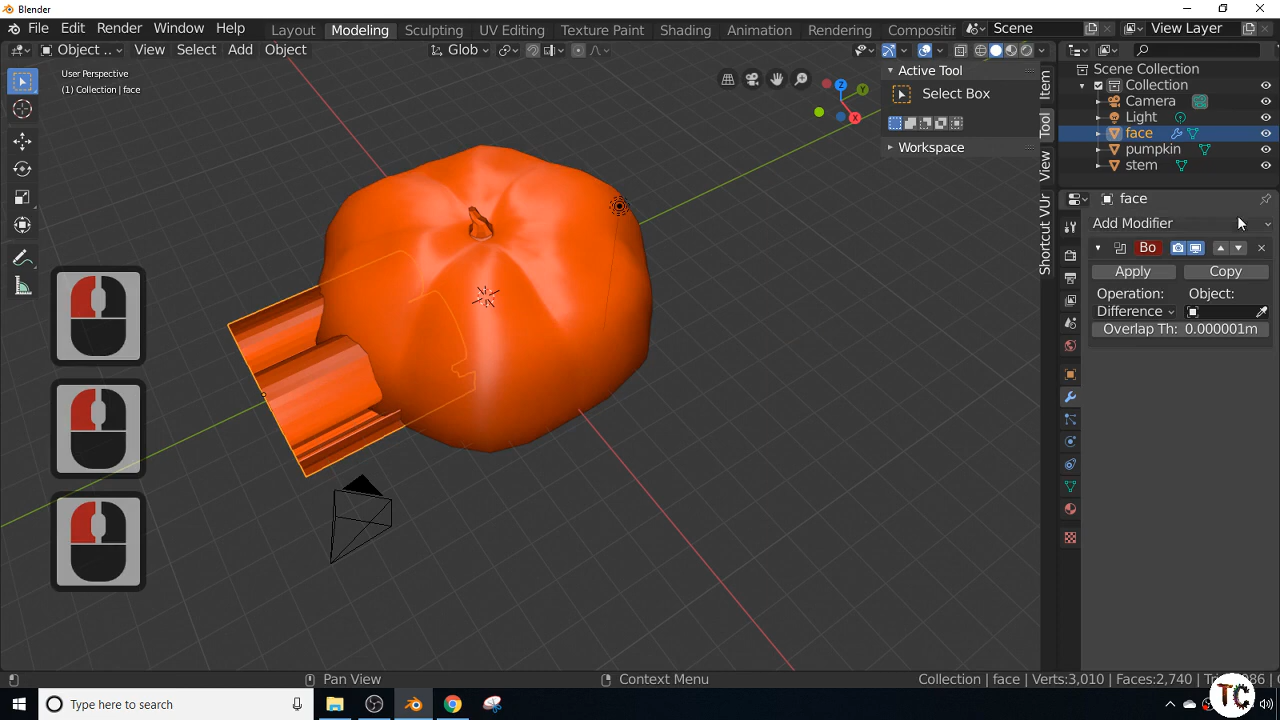 Blender
File Edit Render Window Help Layout Modeling Sculpting UV Editing Texture Paint Shading Animation Rendering Scene View Layer
Object .. View Select Add Object Glob
User Perspective
(1) Collection | face
Z
Y
X
Active Tool
Select Box
Workspace
Item
Tool
View
Shortcut VUr
Scene Collection
Collection
Camera
Light
face
pumpkin
stem
face
Add Modifier
Bo
Apply Copy
Operation: Object:
Difference
Overlap Th: 0.000001m
Pan View Context Menu Collection | face | Verts:3,010 | Faces:2,740 |
Type here to search
TC